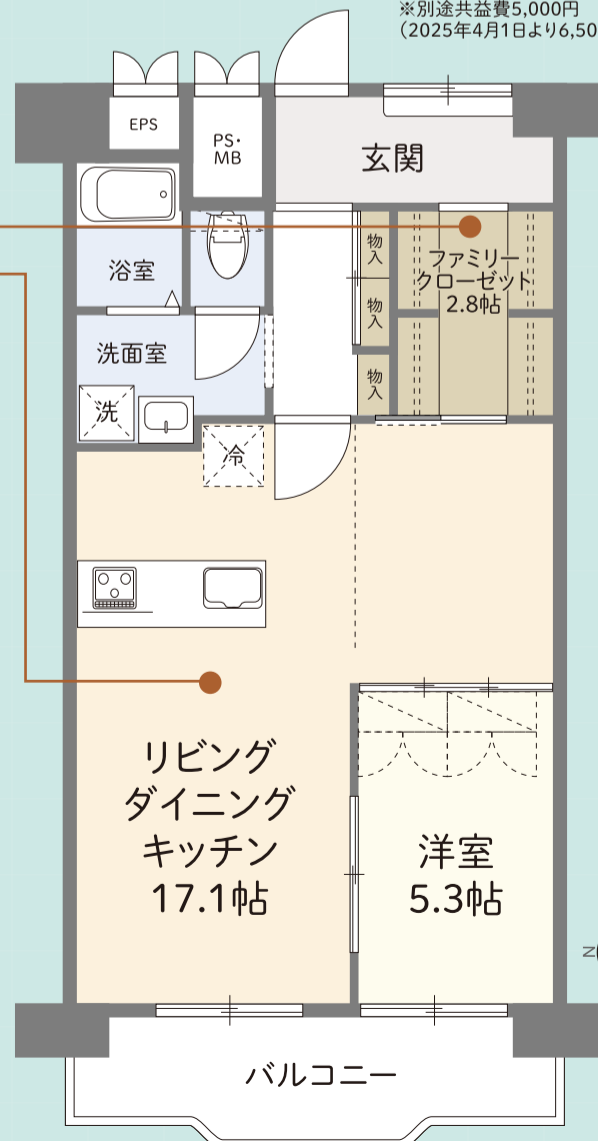 ※別途共益費5,000円
(2025年4月1日より6,50
EPS
PS・
MB
玄関
物入
物入
物入
ファミリー
クローゼット
2.8帖
浴室
洗面室
洗
冷
リビング
ダイニング
キッチン
17.1帖
洋室
5.3帖
N
バルコニー